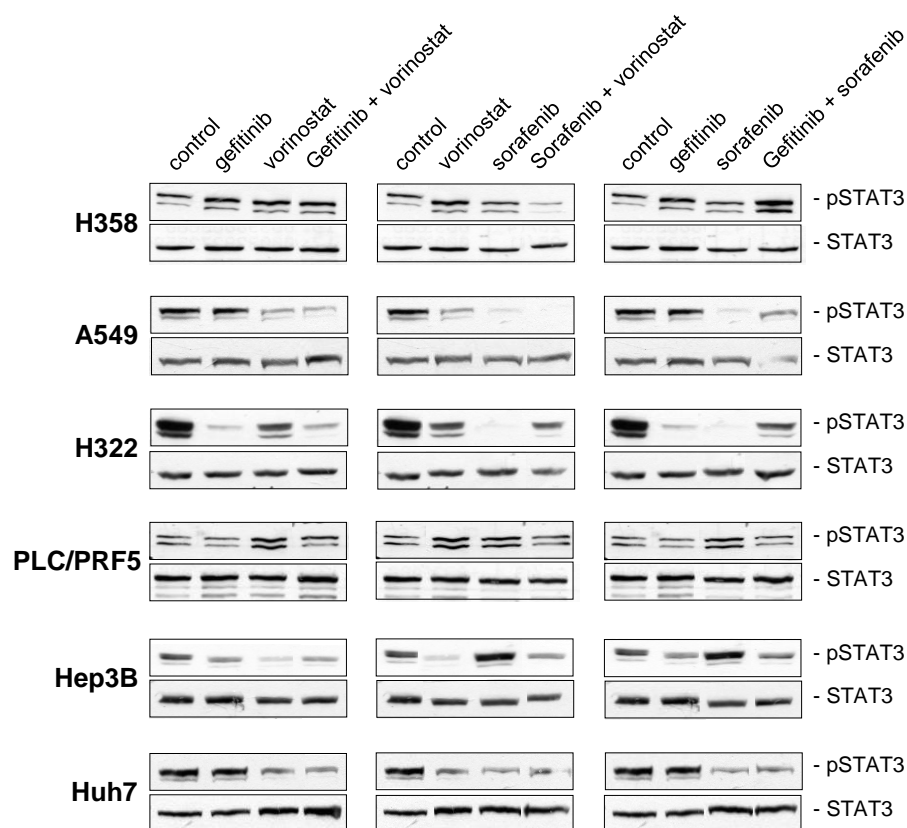 control gefitinib vorinostat Gefitinib + vorinostat
control vorinostat sorafenib Sorafenib + vorinostat
control gefitinib sorafenib Gefitinib + sorafenib
H358
- pSTAT3
- STAT3
A549
- pSTAT3
- STAT3
H322
- pSTAT3
- STAT3
PLC/PRF5
- pSTAT3
- STAT3
Hep3B
- pSTAT3
- STAT3
Huh7
- pSTAT3
- STAT3